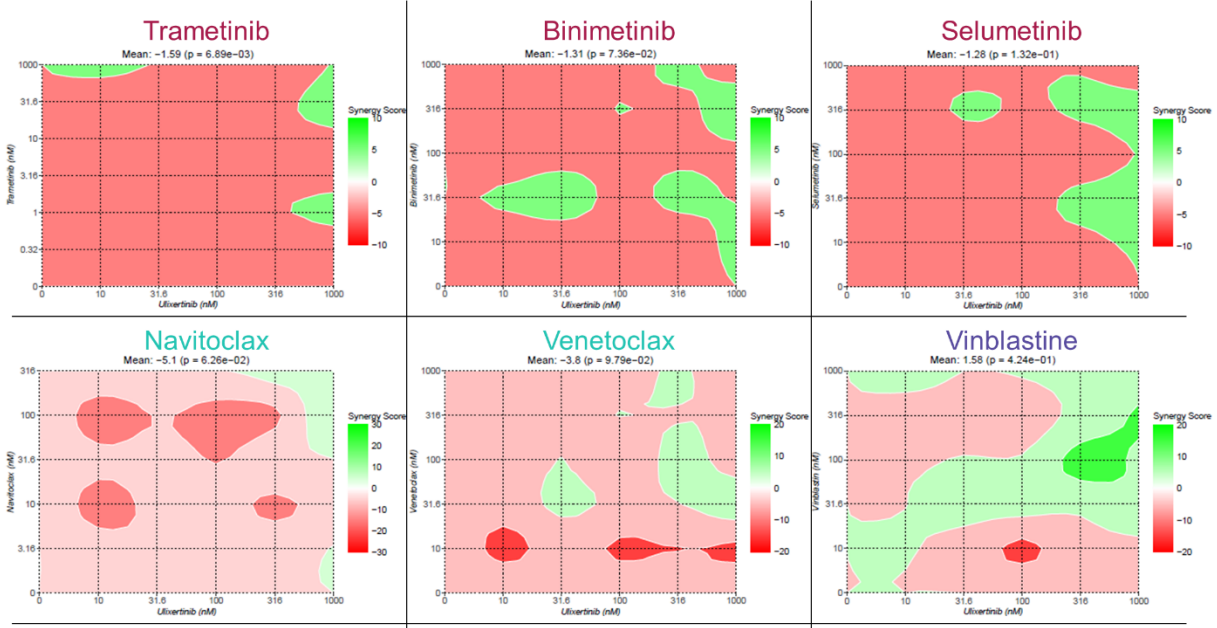 Trametinib
Mean: −1.59 (p = 6.89e−03)
1000
31.6
10
3.16
1
0.32
0
Trametinib (nM)
0 10 31.6 100 316 1000
Ulixertinib (nM)
Synergy Score
10
5
0
−5
−10
Binimetinib
Mean: −1.31 (p = 7.36e−02)
1000
316
100
31.6
10
0
Binimetinib (nM)
0 10 31.6 100 316 1000
Ulixertinib (nM)
Synergy Score
10
5
0
−5
−10
Selumetinib
Mean: −1.28 (p = 1.32e−01)
1000
316
100
31.6
10
0
Selumetinib (nM)
0 10 31.6 100 316 1000
Ulixertinib (nM)
Synergy Score
10
5
0
−5
−10
Navitoclax
Mean: −5.1 (p = 6.26e−02)
316
100
31.6
10
3.16
0
Navitoclax (nM)
0 10 31.6 100 316 1000
Ulixertinib (nM)
Synergy Score
30
20
10
0
−10
−20
−30
Venetoclax
Mean: −3.8 (p = 9.79e−02)
1000
316
100
31.6
10
0
Venetoclax (nM)
0 10 31.6 100 316 1000
Ulixertinib (nM)
Synergy Score
20
10
0
−10
−20
Vinblastine
Mean: 1.58 (p = 4.24e−01)
1000
316
100
31.6
10
0
Vinblastin (nM)
0 10 31.6 100 316 1000
Ulixertinib (nM)
Synergy Score
20
10
0
−10
−20